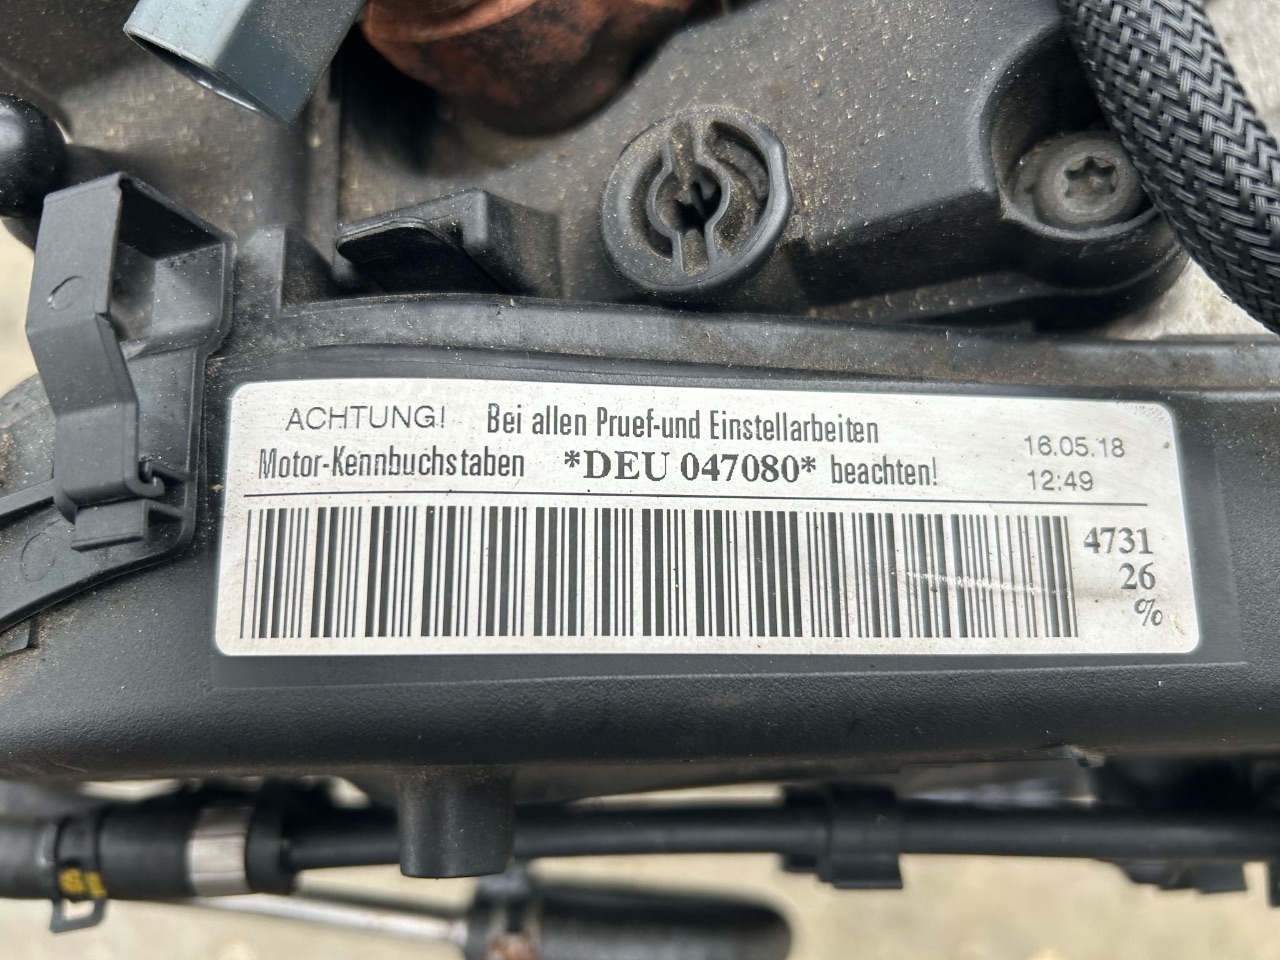 ACHTUNG! Bei allen Pruef-und Einstellarbeiten
Motor-Kennbuchstaben *DEU 047080* beachten!
16.05.18
12:49
4731
26
%